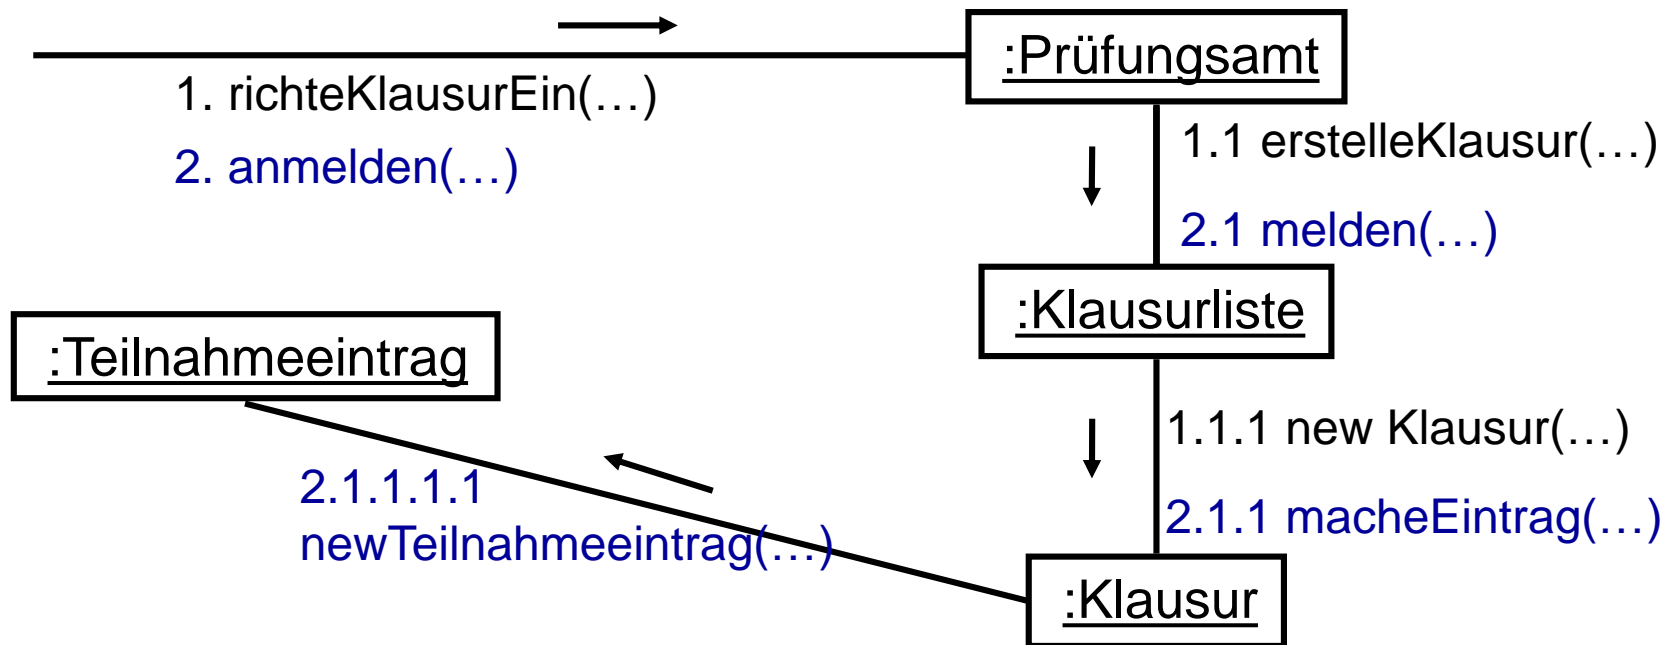 :Prüfungsamt
1. richteKlausurEin(…)
2. anmelden(…)
1.1 erstelleKlausur(…)
2.1 melden(…)
:Klausurliste
:Teilnahmeeintrag
1.1.1 new Klausur(…)
2.1.1 macheEintrag(…)
2.1.1.1.1
newTeilnahmeeintrag(…)
:Klausur